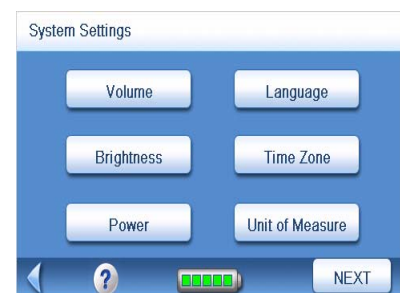 System Settings
Volume
Language
Brightness
Time Zone
Power
Unit of Measure
?
NEXT